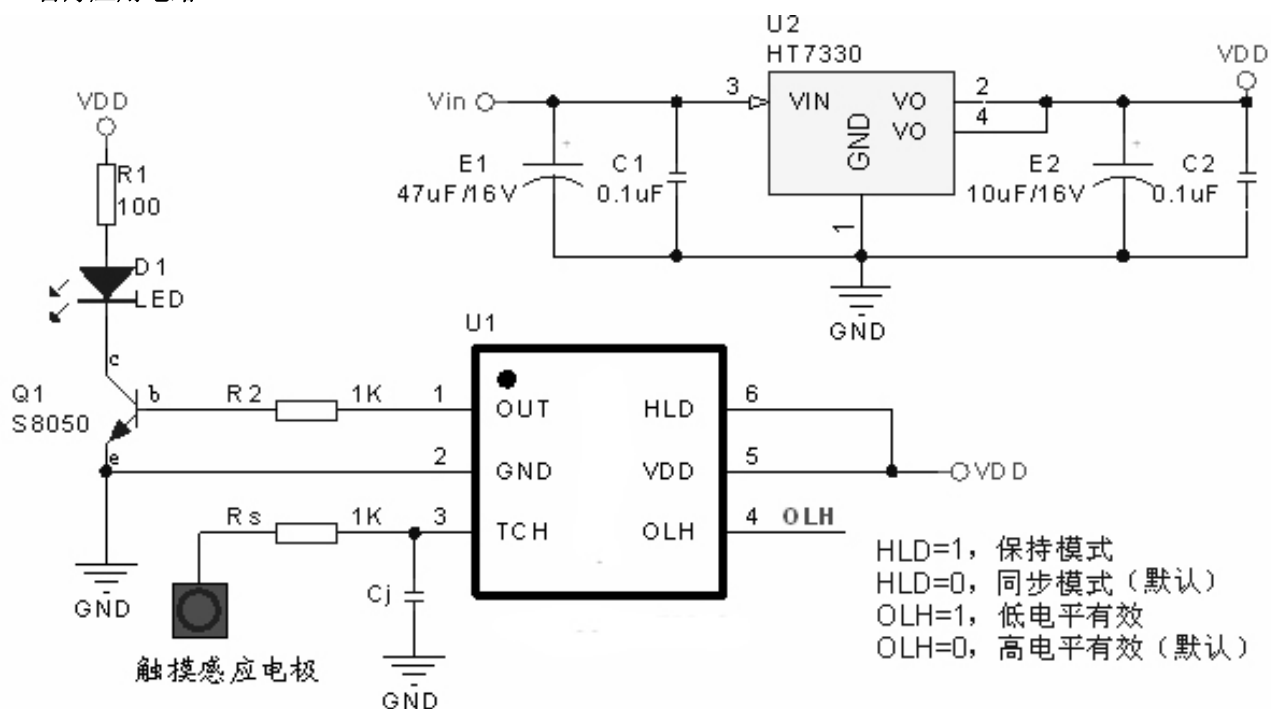 U2
HT7330
VDD
VDD
Vin
3
VIN
VO
2
VO
4
GND
1
R1
100
E1
47uF/16V
C1
0.1uF
E2
10uF/16V
C2
0.1uF
GND
D1
LED
U1
c
Q1
S8050
b
e
R2
1K
1
OUT
HLD
6
2
GND
VDD
5
VDD
Rs
1K
3
TCH
OLH
4
OLH
Cj
GND
GND
触摸感应电极
HLD=1，保持模式
HLD=0，同步模式（默认）
OLH=1，低电平有效
OLH=0，高电平有效（默认）